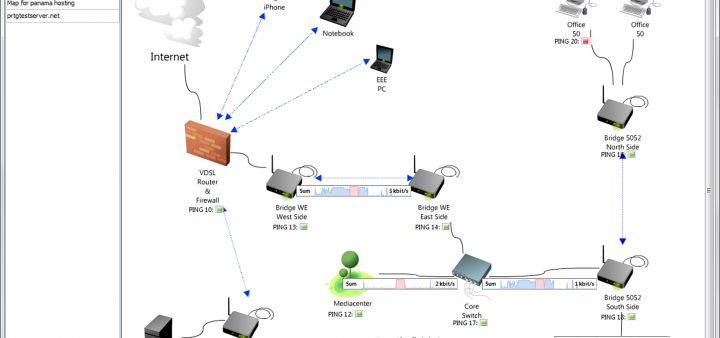 Map for panama hosting
prtgtestserver.net
iPhone
Notebook
Office
50
Office
50
PING 20:
Internet
EEE
PC
Bridge 5052
North Side
VDSL
Router
&
Firewall
PING 10:
Sum
3 kbit/s
Bridge WE
West Side
PING 13:
Bridge WE
East Side
PING 14:
Sum
2 kbit/s
Sum
1 kbit/s
Mediacenter
PING 12:
Core
Switch
PING 17:
Bridge 5052
South Side
PING 18: